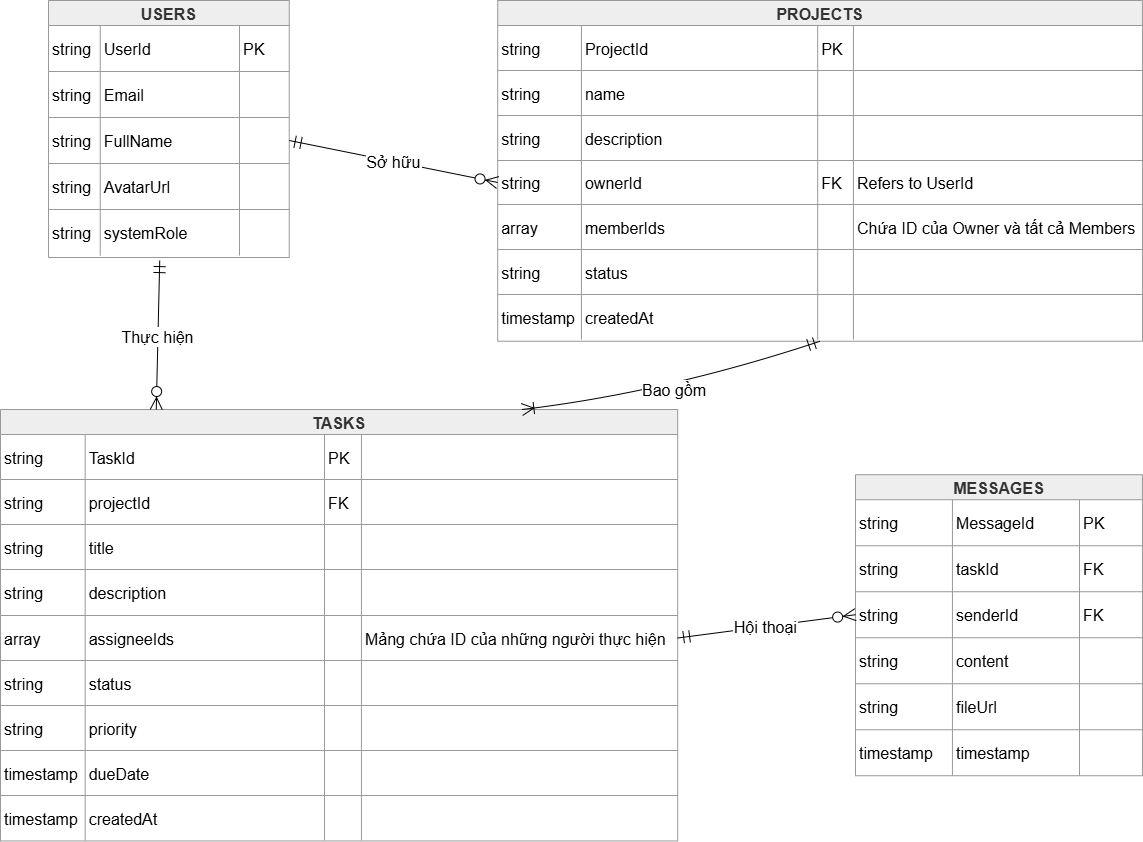 USERS
string UserId PK
string Email
string FullName
string AvatarUrl
string systemRole
PROJECTS
string ProjectId PK
string name
string description
string ownerId FK Refers to UserId
array memberIds Chứa ID của Owner và tất cả Members
string status
timestamp createdAt
Sở hữu
Thực hiện
Bao gồm
TASKS
string TaskId PK
string projectId FK
string title
string description
array assigneeIds Mảng chứa ID của những người thực hiện
string status
string priority
timestamp dueDate
timestamp createdAt
Hội thoại
MESSAGES
string MessageId PK
string taskId FK
string senderId FK
string content
string fileUrl
timestamp timestamp